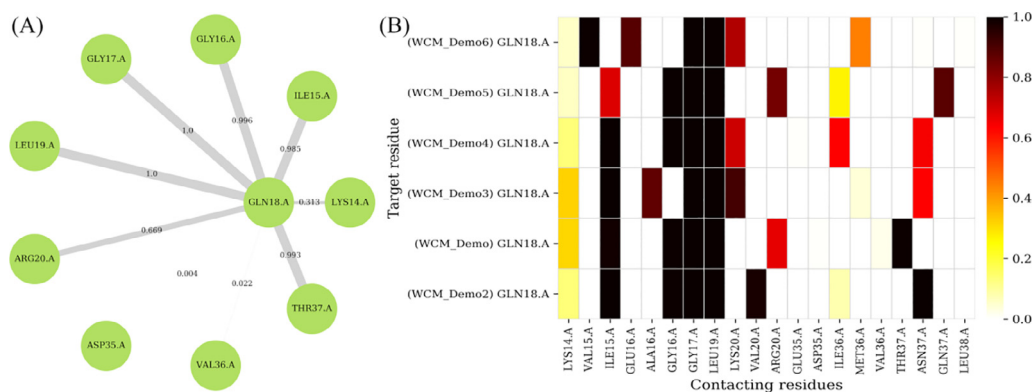 (A)
GLY16.A
GLY17.A
ILE15.A
0.996
1.0
0.985
LEU19.A
1.0
GLN18.A
0.313
LYS14.A
0.669
ARG20.A
0.993
0.004
0.022
THR37.A
ASP35.A
VAL36.A
(B)
Target residue
(WCM_Demo6) GLN18.A
(WCM_Demo5) GLN18.A
(WCM_Demo4) GLN18.A
(WCM_Demo3) GLN18.A
(WCM_Demo) GLN18.A
(WCM_Demo2) GLN18.A
LYS14.A
VAL15.A
ILE15.A
GLU16.A
ALA16.A
GLY16.A
GLY17.A
LEU19.A
LYS20.A
VAL20.A
ARG20.A
GLU35.A
ASP35.A
ILE36.A
MET36.A
VAL36.A
THR37.A
ASN37.A
GLN37.A
LEU38.A
Contacting residues
1.0
0.8
0.6
0.4
0.2
0.0